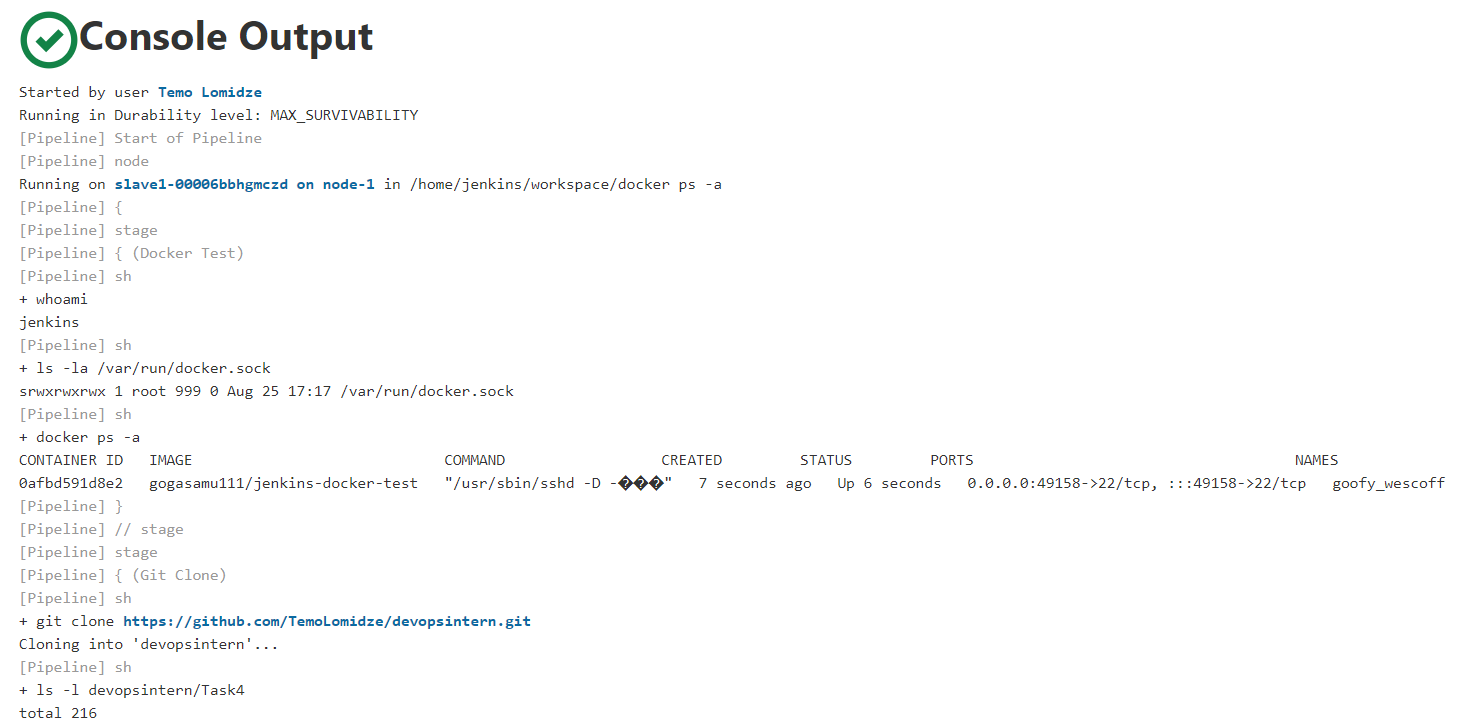 Console Output
Started by user Temo Lomidze
Running in Durability level: MAX_SURVIVABILITY
[Pipeline] Start of Pipeline
[Pipeline] node
Running on slave1-00006bbhgmczd on node-1 in /home/jenkins/workspace/docker ps -a
[Pipeline] {
[Pipeline] stage
[Pipeline] { (Docker Test)
[Pipeline] sh
+ whoami
jenkins
[Pipeline] sh
+ ls -la /var/run/docker.sock
srwxrwxrwx 1 root 999 0 Aug 25 17:17 /var/run/docker.sock
[Pipeline] sh
+ docker ps -a
CONTAINER ID   IMAGE                             COMMAND                  CREATED         STATUS         PORTS                                     NAMES
0afbd591d8e2   gogasamu111/jenkins-docker-test   "/usr/sbin/sshd -D -���"   7 seconds ago   Up 6 seconds   0.0.0.0:49158->22/tcp, :::49158->22/tcp   goofy_wescoff
[Pipeline] }
[Pipeline] // stage
[Pipeline] stage
[Pipeline] { (Git Clone)
[Pipeline] sh
+ git clone https://github.com/TemoLomidze/devopsintern.git
Cloning into 'devopsintern'...
[Pipeline] sh
+ ls -l devopsintern/Task4
total 216